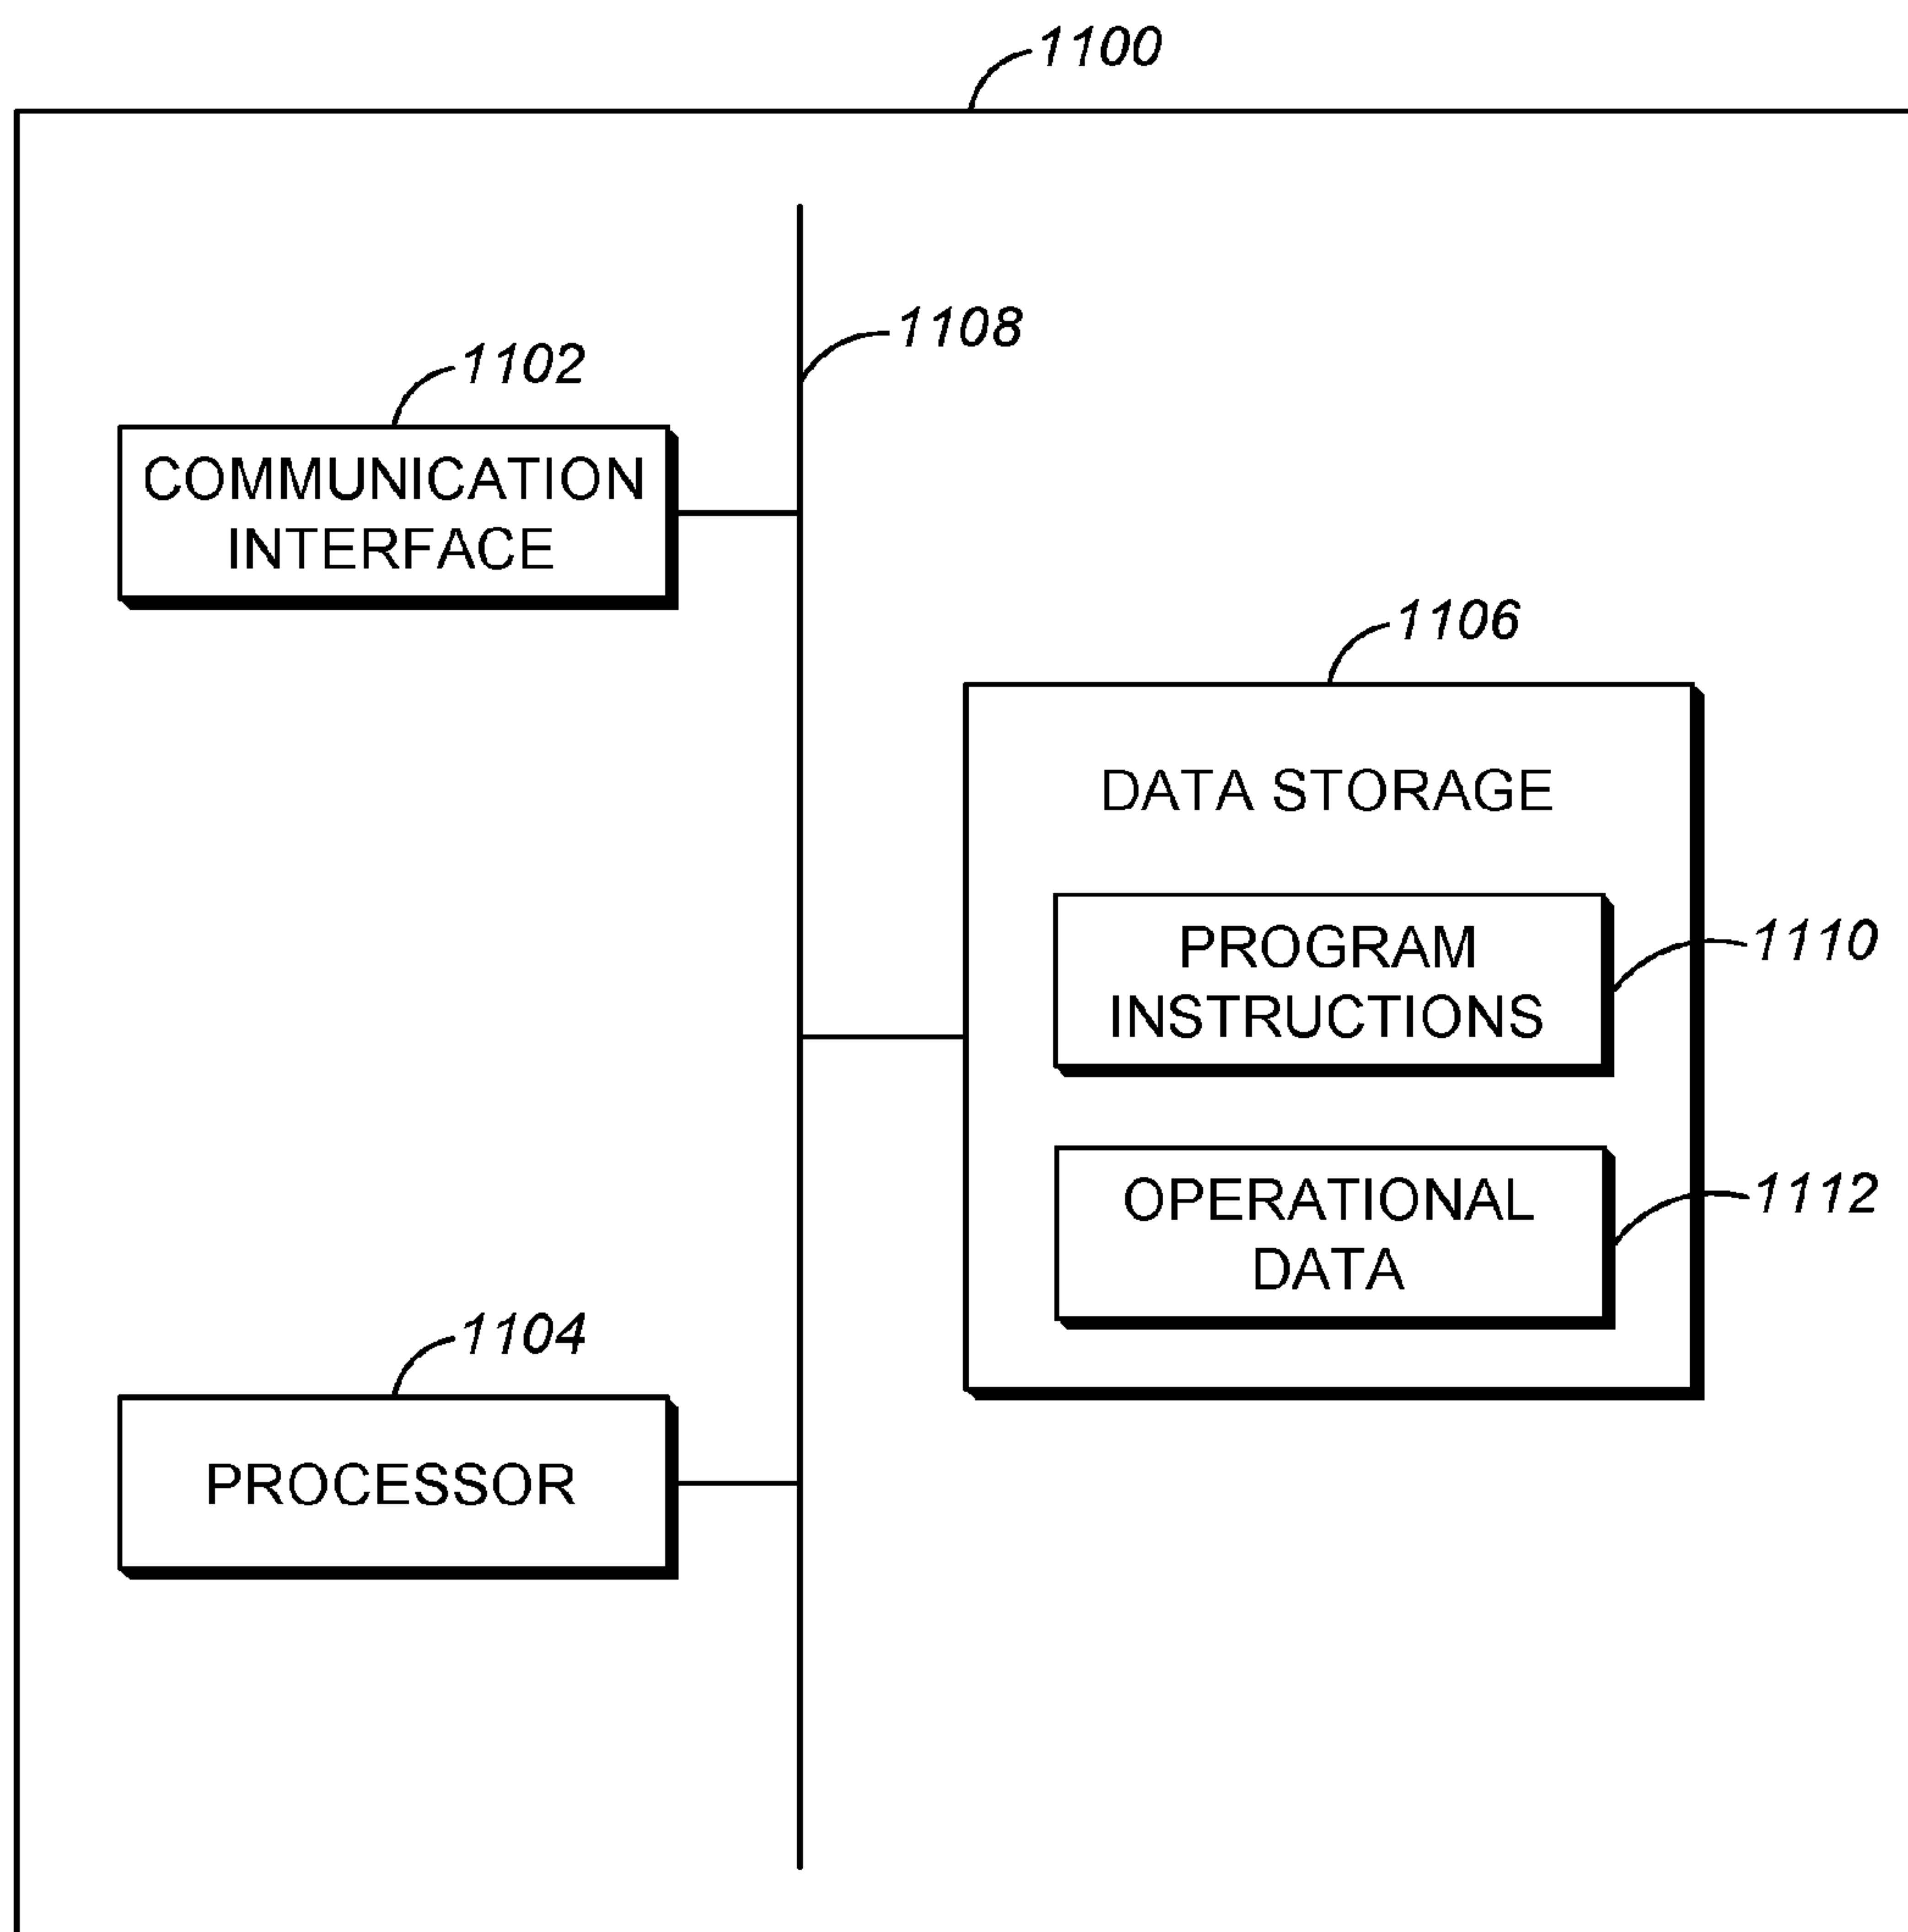 1100
1108
1102
COMMUNICATION
INTERFACE
1106
DATA STORAGE
PROGRAM
INSTRUCTIONS
1110
OPERATIONAL
DATA
1112
1104
PROCESSOR